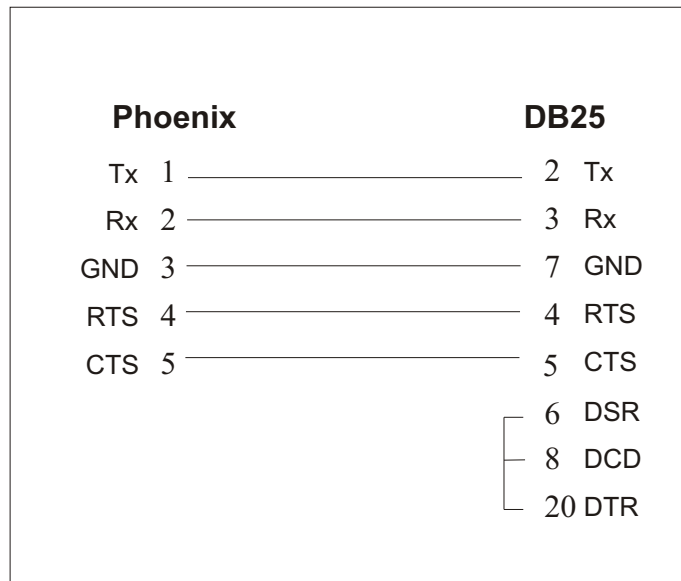 Phoenix DB25
Tx 1 2 Tx
Rx 2 3 Rx
GND 3 7 GND
RTS 4 4 RTS
CTS 5 5 CTS
6 DSR
8 DCD
20 DTR